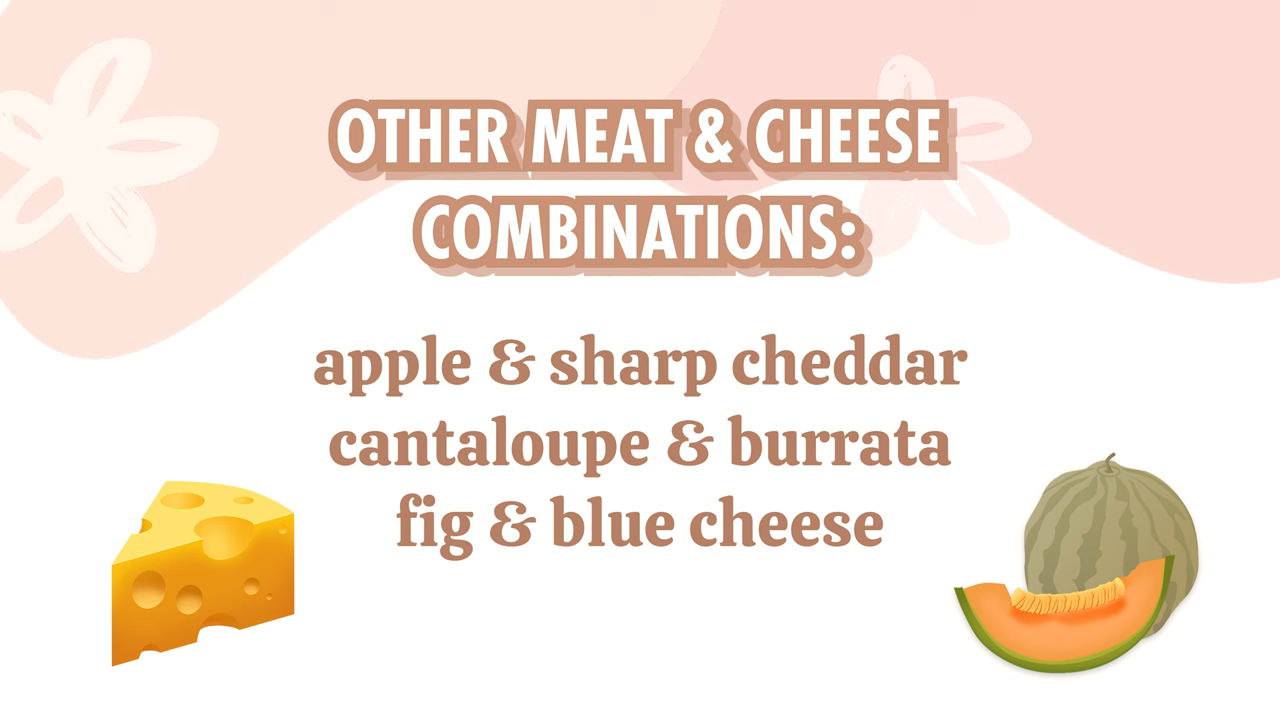 OTHER MEAT & CHEESE
COMBINATIONS:
apple & sharp cheddar
cantaloupe & burrata
fig & blue cheese